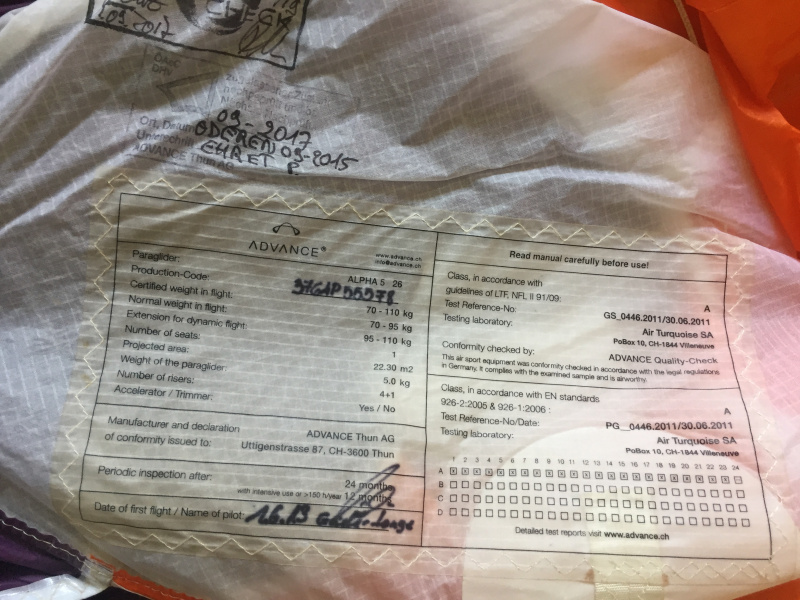 09.2017
CHECK
09-2017
Ort, Datum
ODEREN 09-2015
EHRET P.
ADVANCE Thun AG
ADVANCE®
www.advance.ch
info@advance.ch
Paraglider: ALPHA 5 26
Production-Code:
Certified weight in flight: 70 - 110 kg
Normal weight in flight: 70 - 95 kg
Extension for dynamic flight: 95 - 110 kg
Number of seats: 1
Projected area: 22.30 m2
Weight of the paraglider: 5,0 kg
Number of risers: 4+1
Accelerator / Trimmer: Yes / No
Manufacturer and declaration
of conformity issued to:
ADVANCE Thun AG
Uttigenstrasse 87, CH-3600 Thun
Periodic inspection after: 24 months
with intensive use or >150 h/year 12 months
Date of first flight / Name of pilot:
Read manual carefully before use!
Class, in accordance with
guidelines of LTF, NFL II 91/09: A
Test Reference-No: GS_0446.2011/30.06.2011
Testing laboratory: Air Turquoise SA
PoBox 10, CH-1844 Villeneuve
Conformity checked by: ADVANCE Quality-Check
This air sport equipment was conformity checked in accordance with the legal regulations
in Germany. It complies with the examined sample and is airworthy.
Class, in accordance with EN standards
926-2:2005 & 926-1:2006 : A
Test Reference-No/Date: PG_0446.2011/30.06.2011
Testing laboratory: Air Turquoise SA
PoBox 10, CH-1844 Villeneuve
1 2 3 4 5 6 7 8 9 10 11 12 13 14 15 16 17 18 19 20 21 22 23 24
A
B
C
D
Detailed test reports visit www.advance.ch